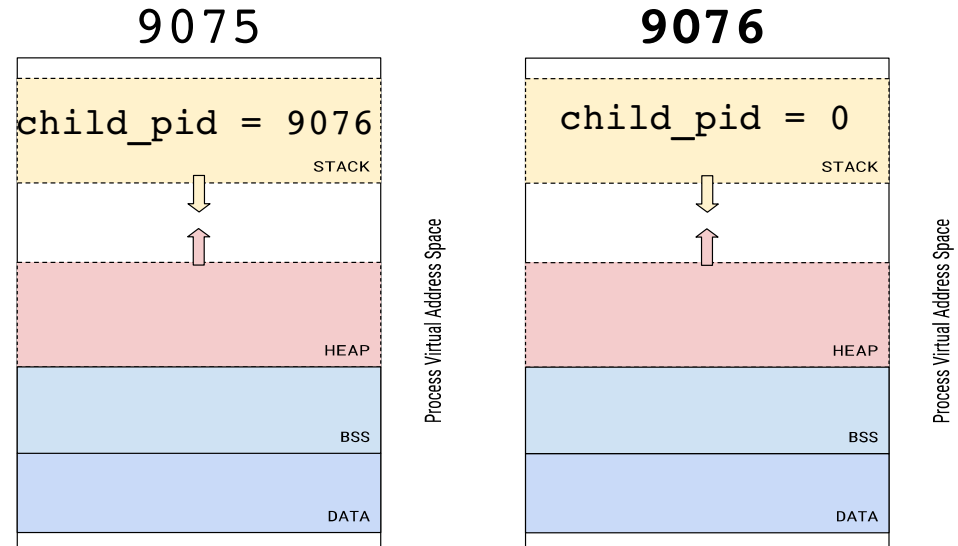 9075
child_pid = 9076
STACK
HEAP
BSS
DATA
Process Virtual Address Space
9076
child_pid = 0
STACK
HEAP
BSS
DATA
Process Virtual Address Space